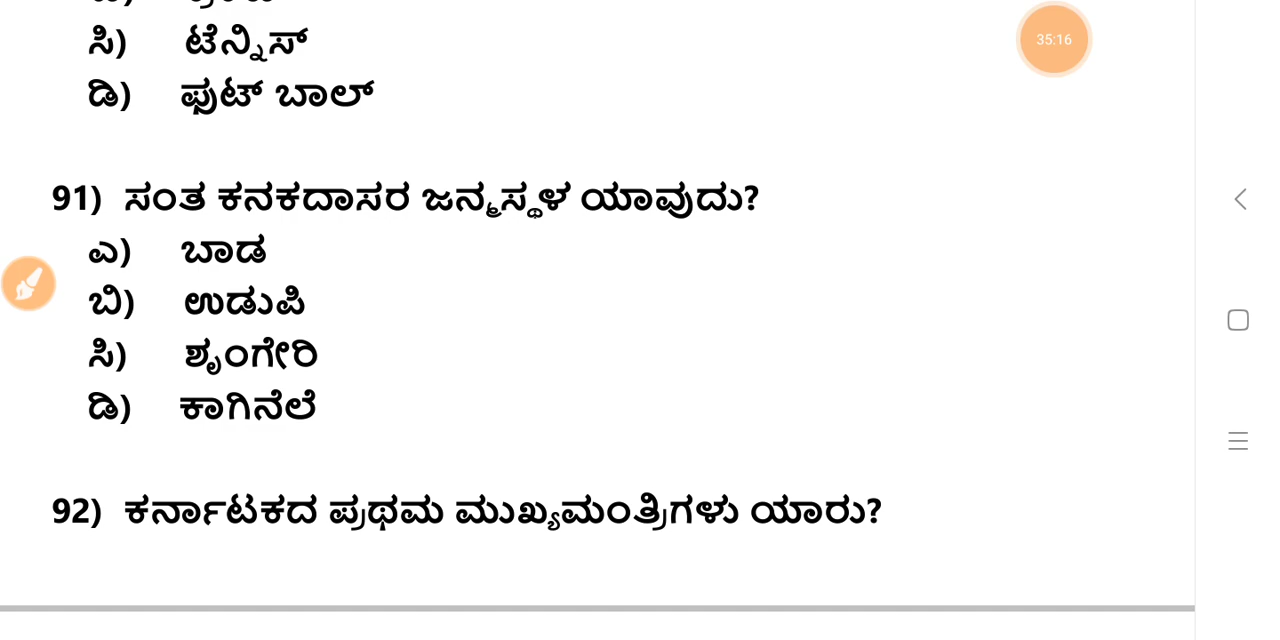 35:16
ಸಿ) ಟೆನ್ನಿಸ್
ಡಿ) ಫುಟ್ ಬಾಲ್
91) ಸಂತ ಕನಕದಾಸರ ಜನ್ಮಸ್ಥಳ ಯಾವುದು?
ಎ) ಬಾಡ
ಬಿ) ಉಡುಪಿ
ಸಿ) ಶೃಂಗೇರಿ
ಡಿ) ಕಾಗಿನೆಲೆ
92) ಕರ್ನಾಟಕದ ಪ್ರಥಮ ಮುಖ್ಯಮಂತ್ರಿಗಳು ಯಾರು?